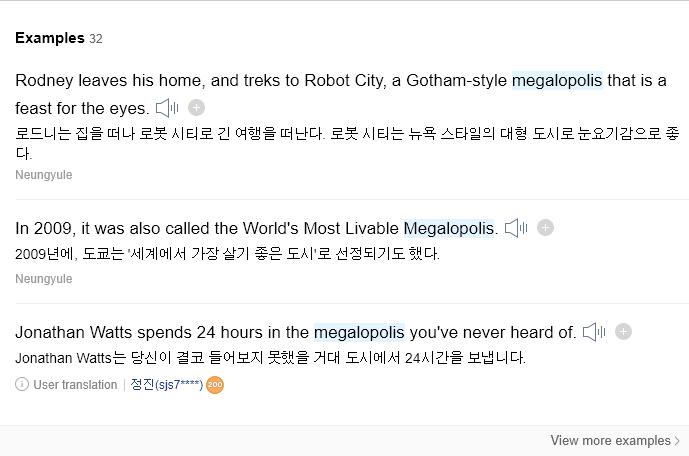 Examples 32
Rodney leaves his home, and treks to Robot City, a Gotham-style megalopolis that is a
feast for the eyes.
로드니는 집을 떠나 로봇 시티로 긴 여행을 떠난다. 로봇 시티는 뉴욕 스타일의 대형 도시로 눈요기감으로 좋
다.
Neungyule
In 2009, it was also called the World's Most Livable Megalopolis.
2009년에, 도쿄는 '세계에서 가장 살기 좋은 도시'로 선정되기도 했다.
Neungyule
Jonathan Watts spends 24 hours in the megalopolis you've never heard of.
Jonathan Watts는 당신이 결코 들어보지 못했을 거대 도시에서 24시간을 보냅니다.
User translation | 정진(sjs7****) 200
View more examples